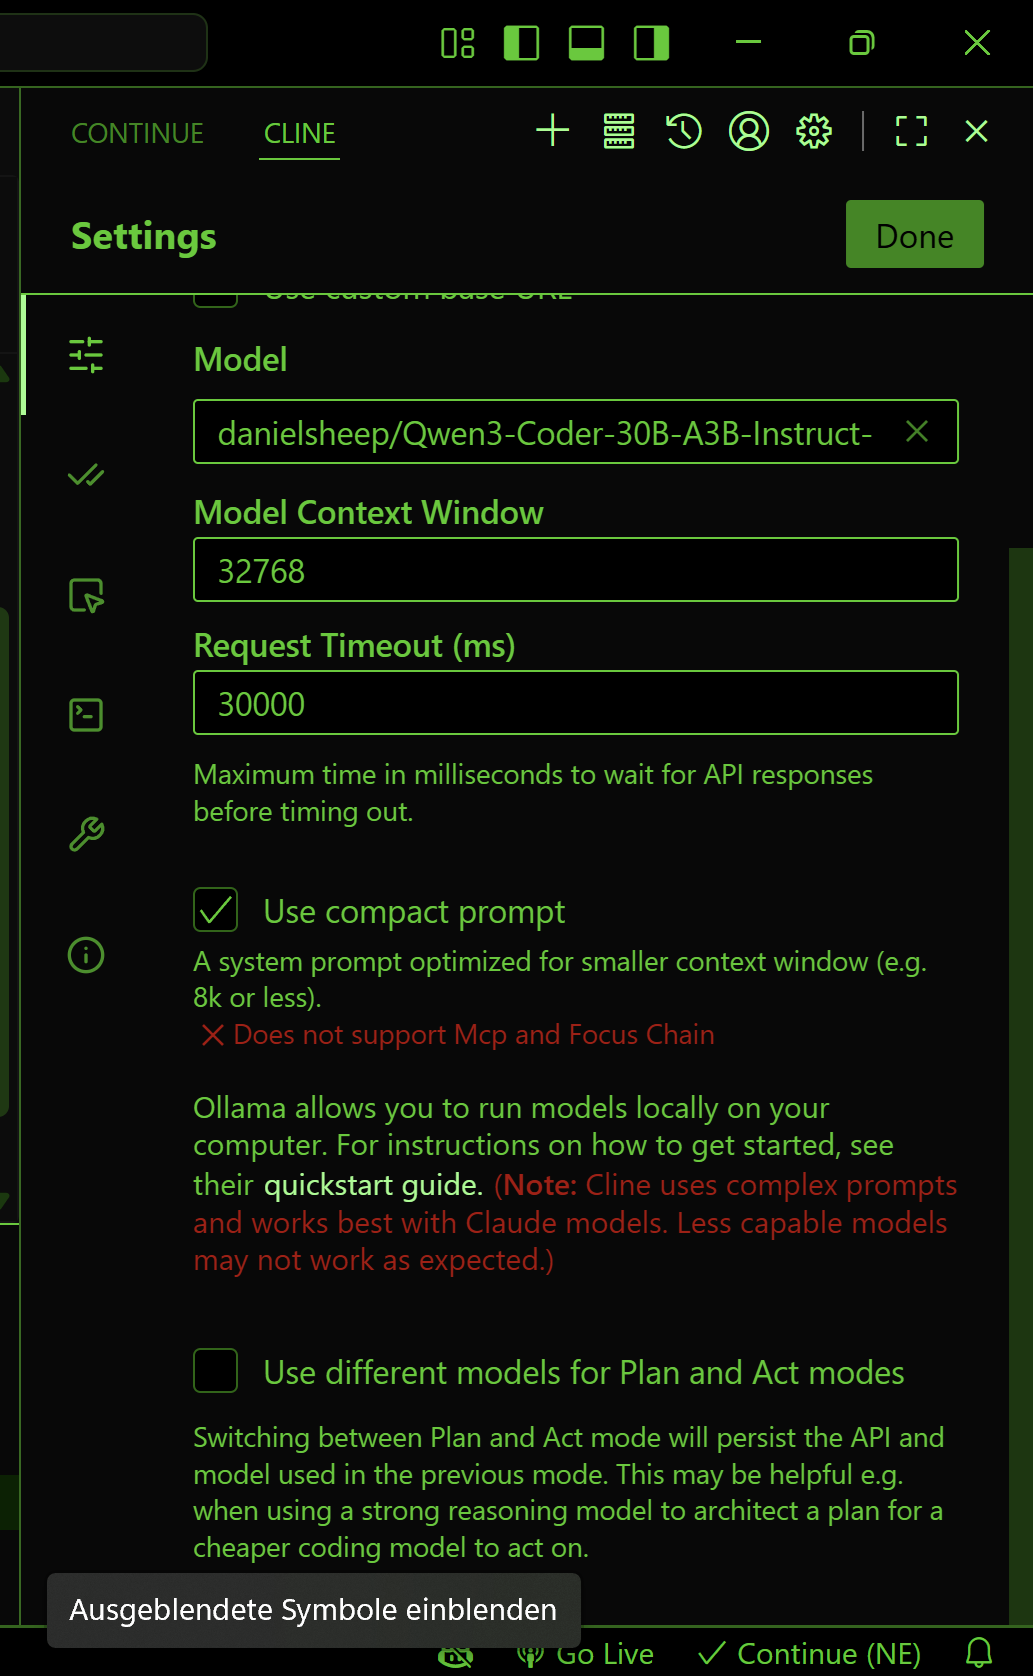 CONTINUE CLINE
Settings
Done
Use custom base URL
Model
danielsheep/Qwen3-Coder-30B-A3B-Instruct-
Model Context Window
32768
Request Timeout (ms)
30000
Maximum time in milliseconds to wait for API responses
before timing out.
Use compact prompt
A system prompt optimized for smaller context window (e.g.
8k or less).
Does not support Mcp and Focus Chain
Ollama allows you to run models locally on your
computer. For instructions on how to get started, see
their quickstart guide. (Note: Cline uses complex prompts
and works best with Claude models. Less capable models
may not work as expected.)
Use different models for Plan and Act modes
Switching between Plan and Act mode will persist the API and
model used in the previous mode. This may be helpful e.g.
when using a strong reasoning model to architect a plan for a
cheaper coding model to act on.
Ausgeblendete Symbole einblenden
Go Live Continue (NE)